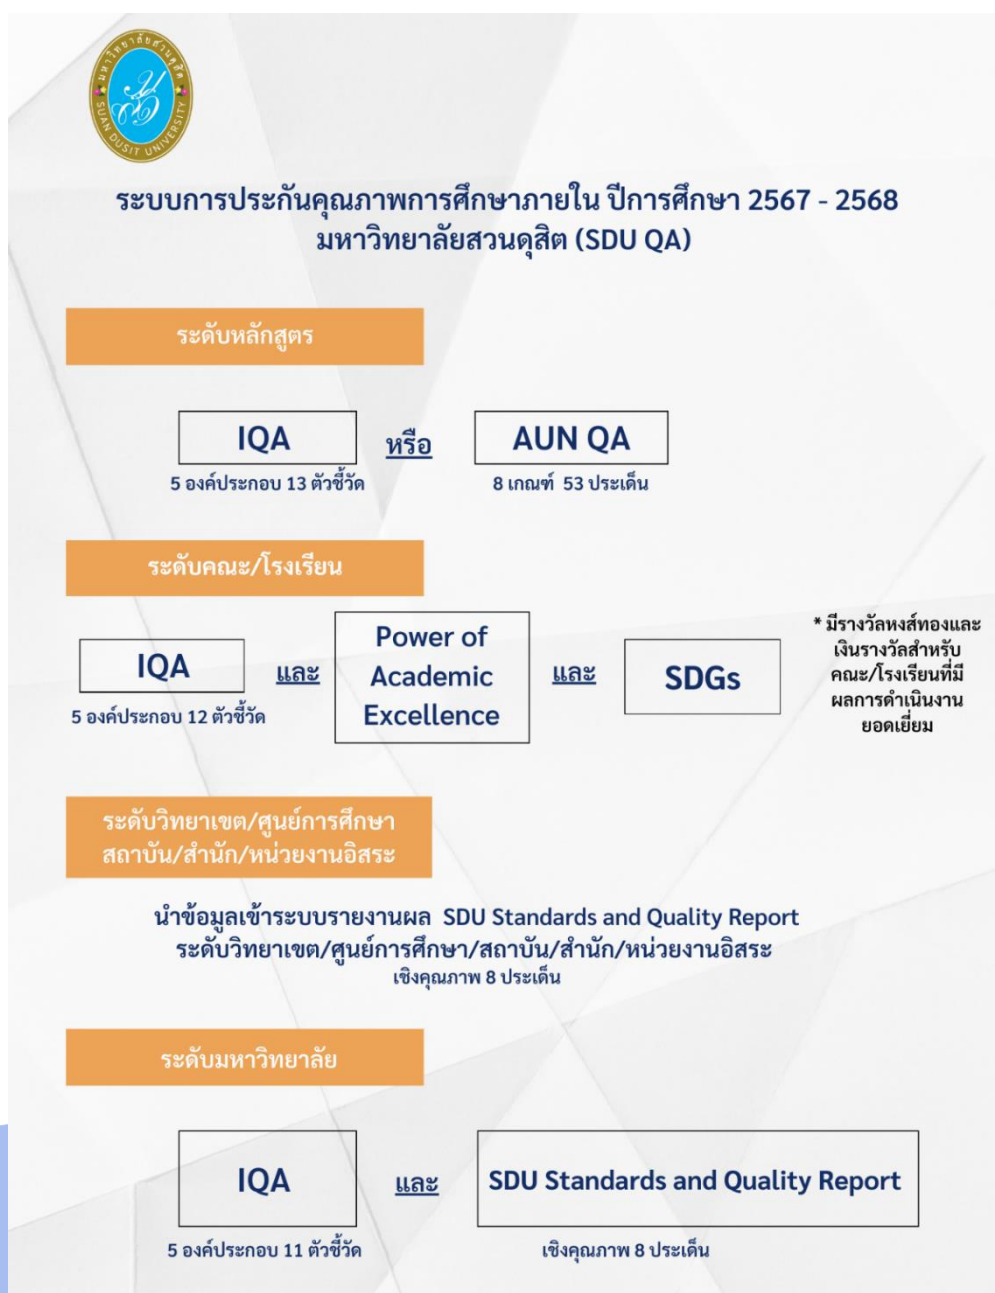 มหาวิทยาลัยสวนดุสิต
SUAN DUSIT UNIVERSITY
ระบบการประกันคุณภาพการศึกษาภายใน ปีการศึกษา 2567 - 2568
มหาวิทยาลัยสวนดุสิต (SDU QA)
ระดับหลักสูตร
IQA หรือ AUN QA
5 องค์ประกอบ 13 ตัวชี้วัด 8 เกณฑ์ 53 ประเด็น
ระดับคณะ/โรงเรียน
IQA
5 องค์ประกอบ 12 ตัวชี้วัด
และ
Power of
Academic
Excellence
และ
SDGs
* มีรางวัลหงส์ทองและ
เงินรางวัลสำหรับ
คณะ/โรงเรียนที่มี
ผลการดำเนินงาน
ยอดเยี่ยม
ระดับวิทยาเขต/ศูนย์การศึกษา
สถาบัน/สำนัก/หน่วยงานอิสระ
นำข้อมูลเข้าระบบรายงานผล SDU Standards and Quality Report
ระดับวิทยาเขต/ศูนย์การศึกษา/สถาบัน/สำนัก/หน่วยงานอิสระ
เชิงคุณภาพ 8 ประเด็น
ระดับมหาวิทยาลัย
IQA และ SDU Standards and Quality Report
5 องค์ประกอบ 11 ตัวชี้วัด เชิงคุณภาพ 8 ประเด็น